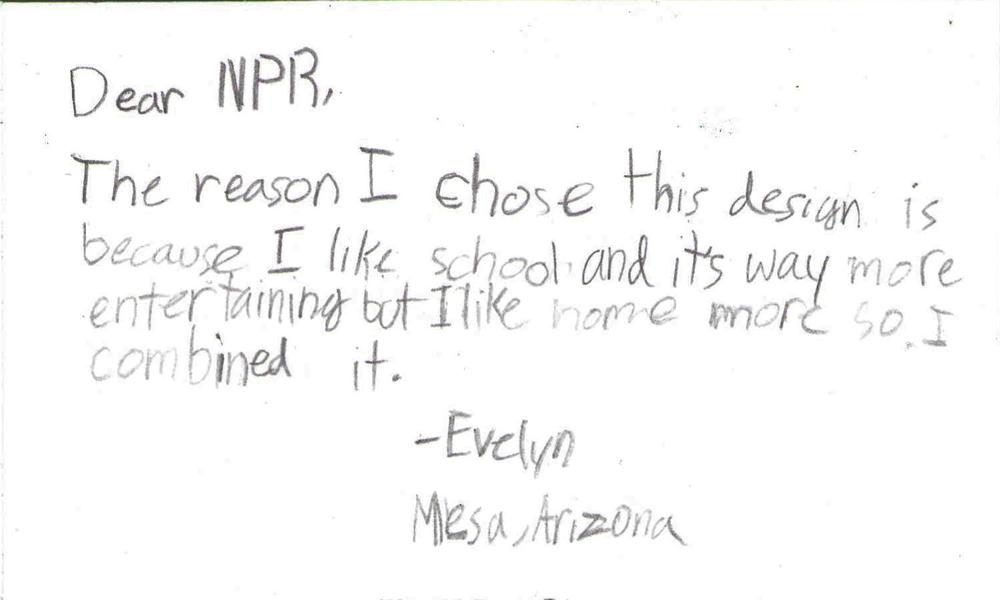 Dear NPR,
The reason I chose this design is
because I like school and it's way more
entertaining but I like home more so I
combined it.
-Evelyn
Mesa, Arizona